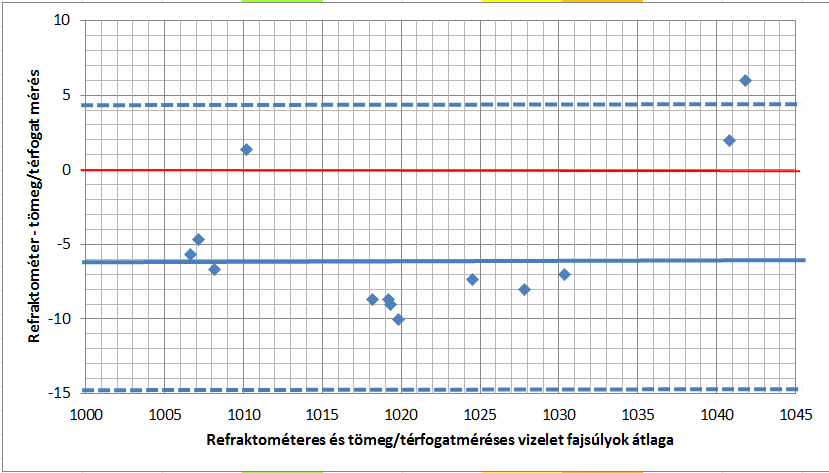 10
5
0
-5
-10
-15
Refraktométer - tömeg/térfogat mérés
1000 1005 1010 1015 1020 1025 1030 1035 1040 1045
Refraktométeres és tömeg/térfogatméréses vizelet fajsúlyok átlaga